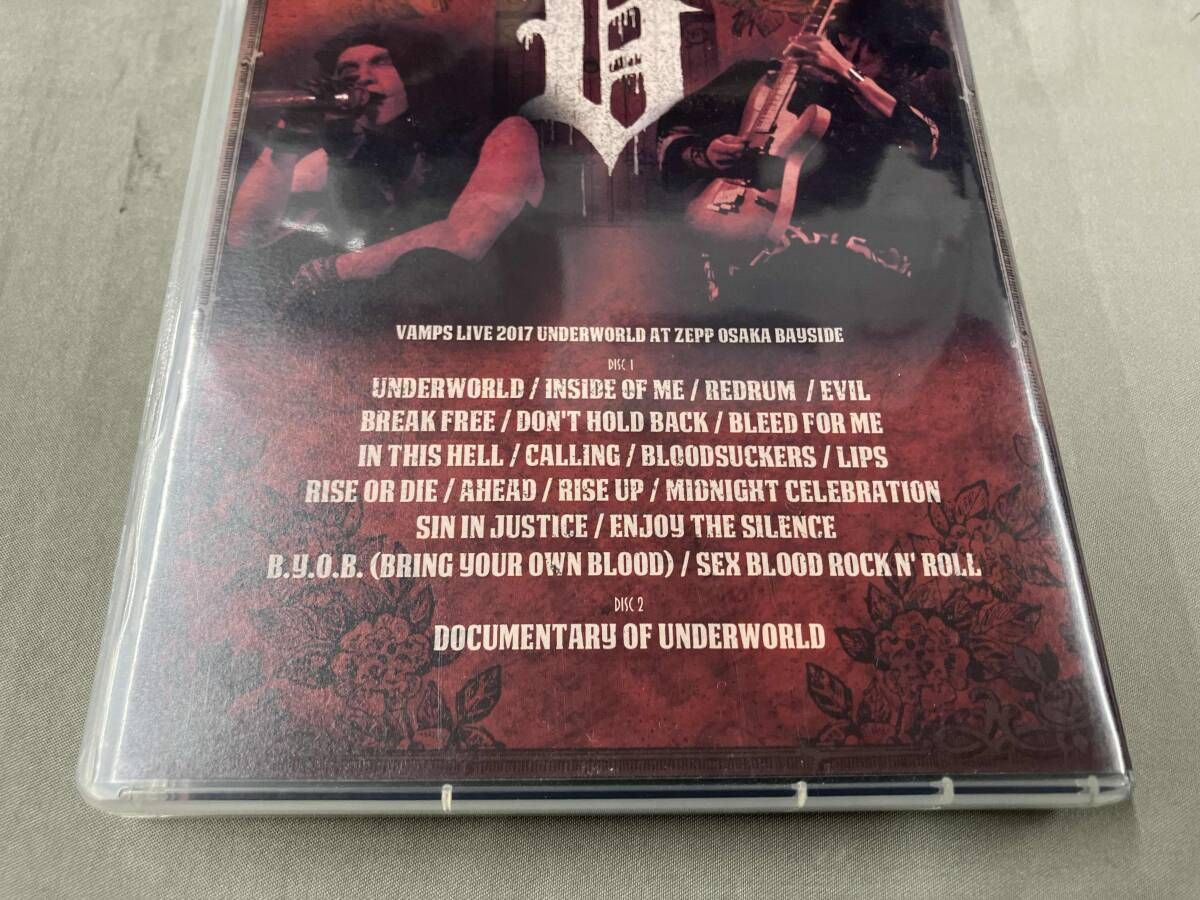 VAMPS LIVE 2017 UNDERWORLD AT ZEPP OSAKA BAYSIDE
DISC 1
UNDERWORLD / INSIDE OF ME / REDRUM / EVIL
BREAK FREE / DON'T HOLD BACK / BLEED FOR ME
IN THIS HELL / CALLING / BLOODSUCKERS / LIPS
RISE OR DIE / AHEAD / RISE UP / MIDNIGHT CELEBRATION
SIN IN JUSTICE / ENJOY THE SILENCE
B.Y.O.B. (BRING YOUR OWN BLOOD) / SEX BLOOD ROCK N' ROLL
DISC 2
DOCUMENTARY OF UNDERWORLD